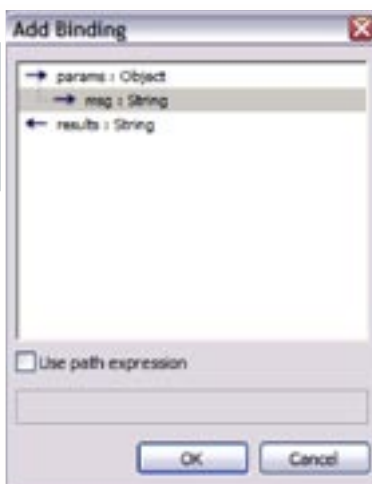 Add Binding
params : Object
msg : String
results : String
Use path expression
OK
Cancel